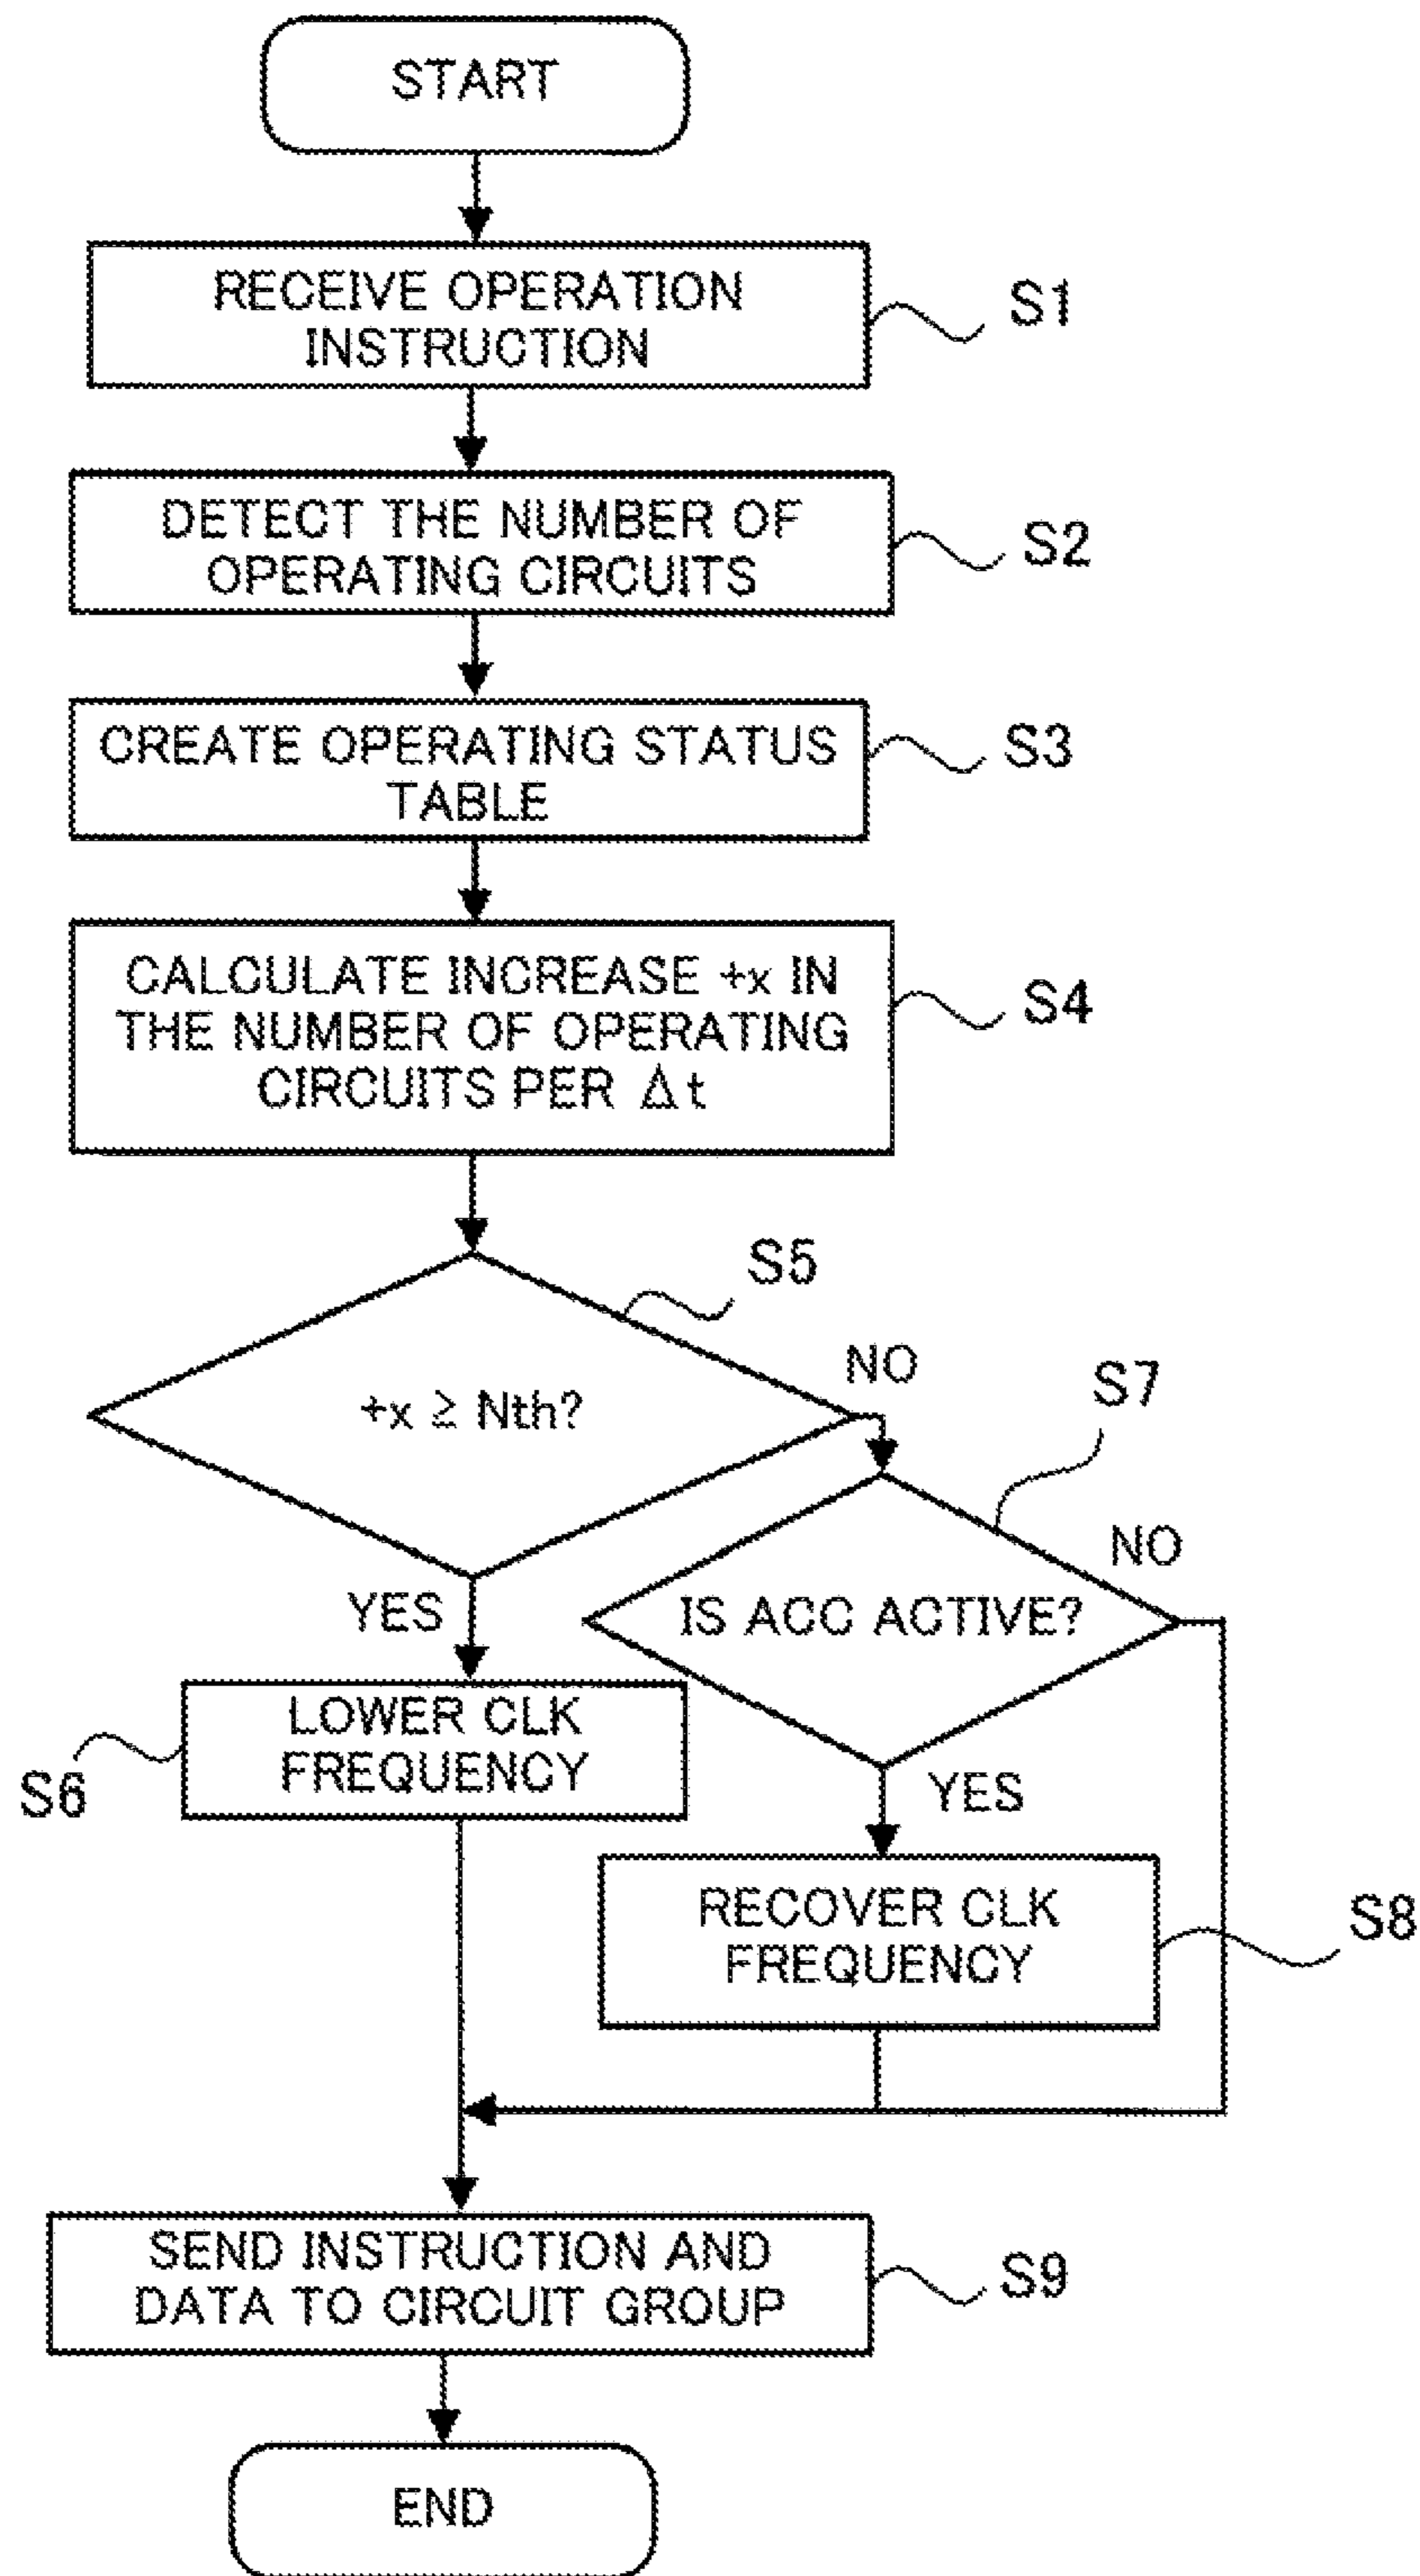 START
RECEIVE OPERATION
INSTRUCTION
S1
DETECT THE NUMBER OF
OPERATING CIRCUITS
S2
CREATE OPERATING STATUS
TABLE
S3
CALCULATE INCREASE +x IN
THE NUMBER OF OPERATING
CIRCUITS PER Δt
S4
S5
+x ≥ Nth?
NO
S7
YES
IS ACC ACTIVE?
NO
LOWER CLK
FREQUENCY
S6
YES
RECOVER CLK
FREQUENCY
S8
SEND INSTRUCTION AND
DATA TO CIRCUIT GROUP
S9
END